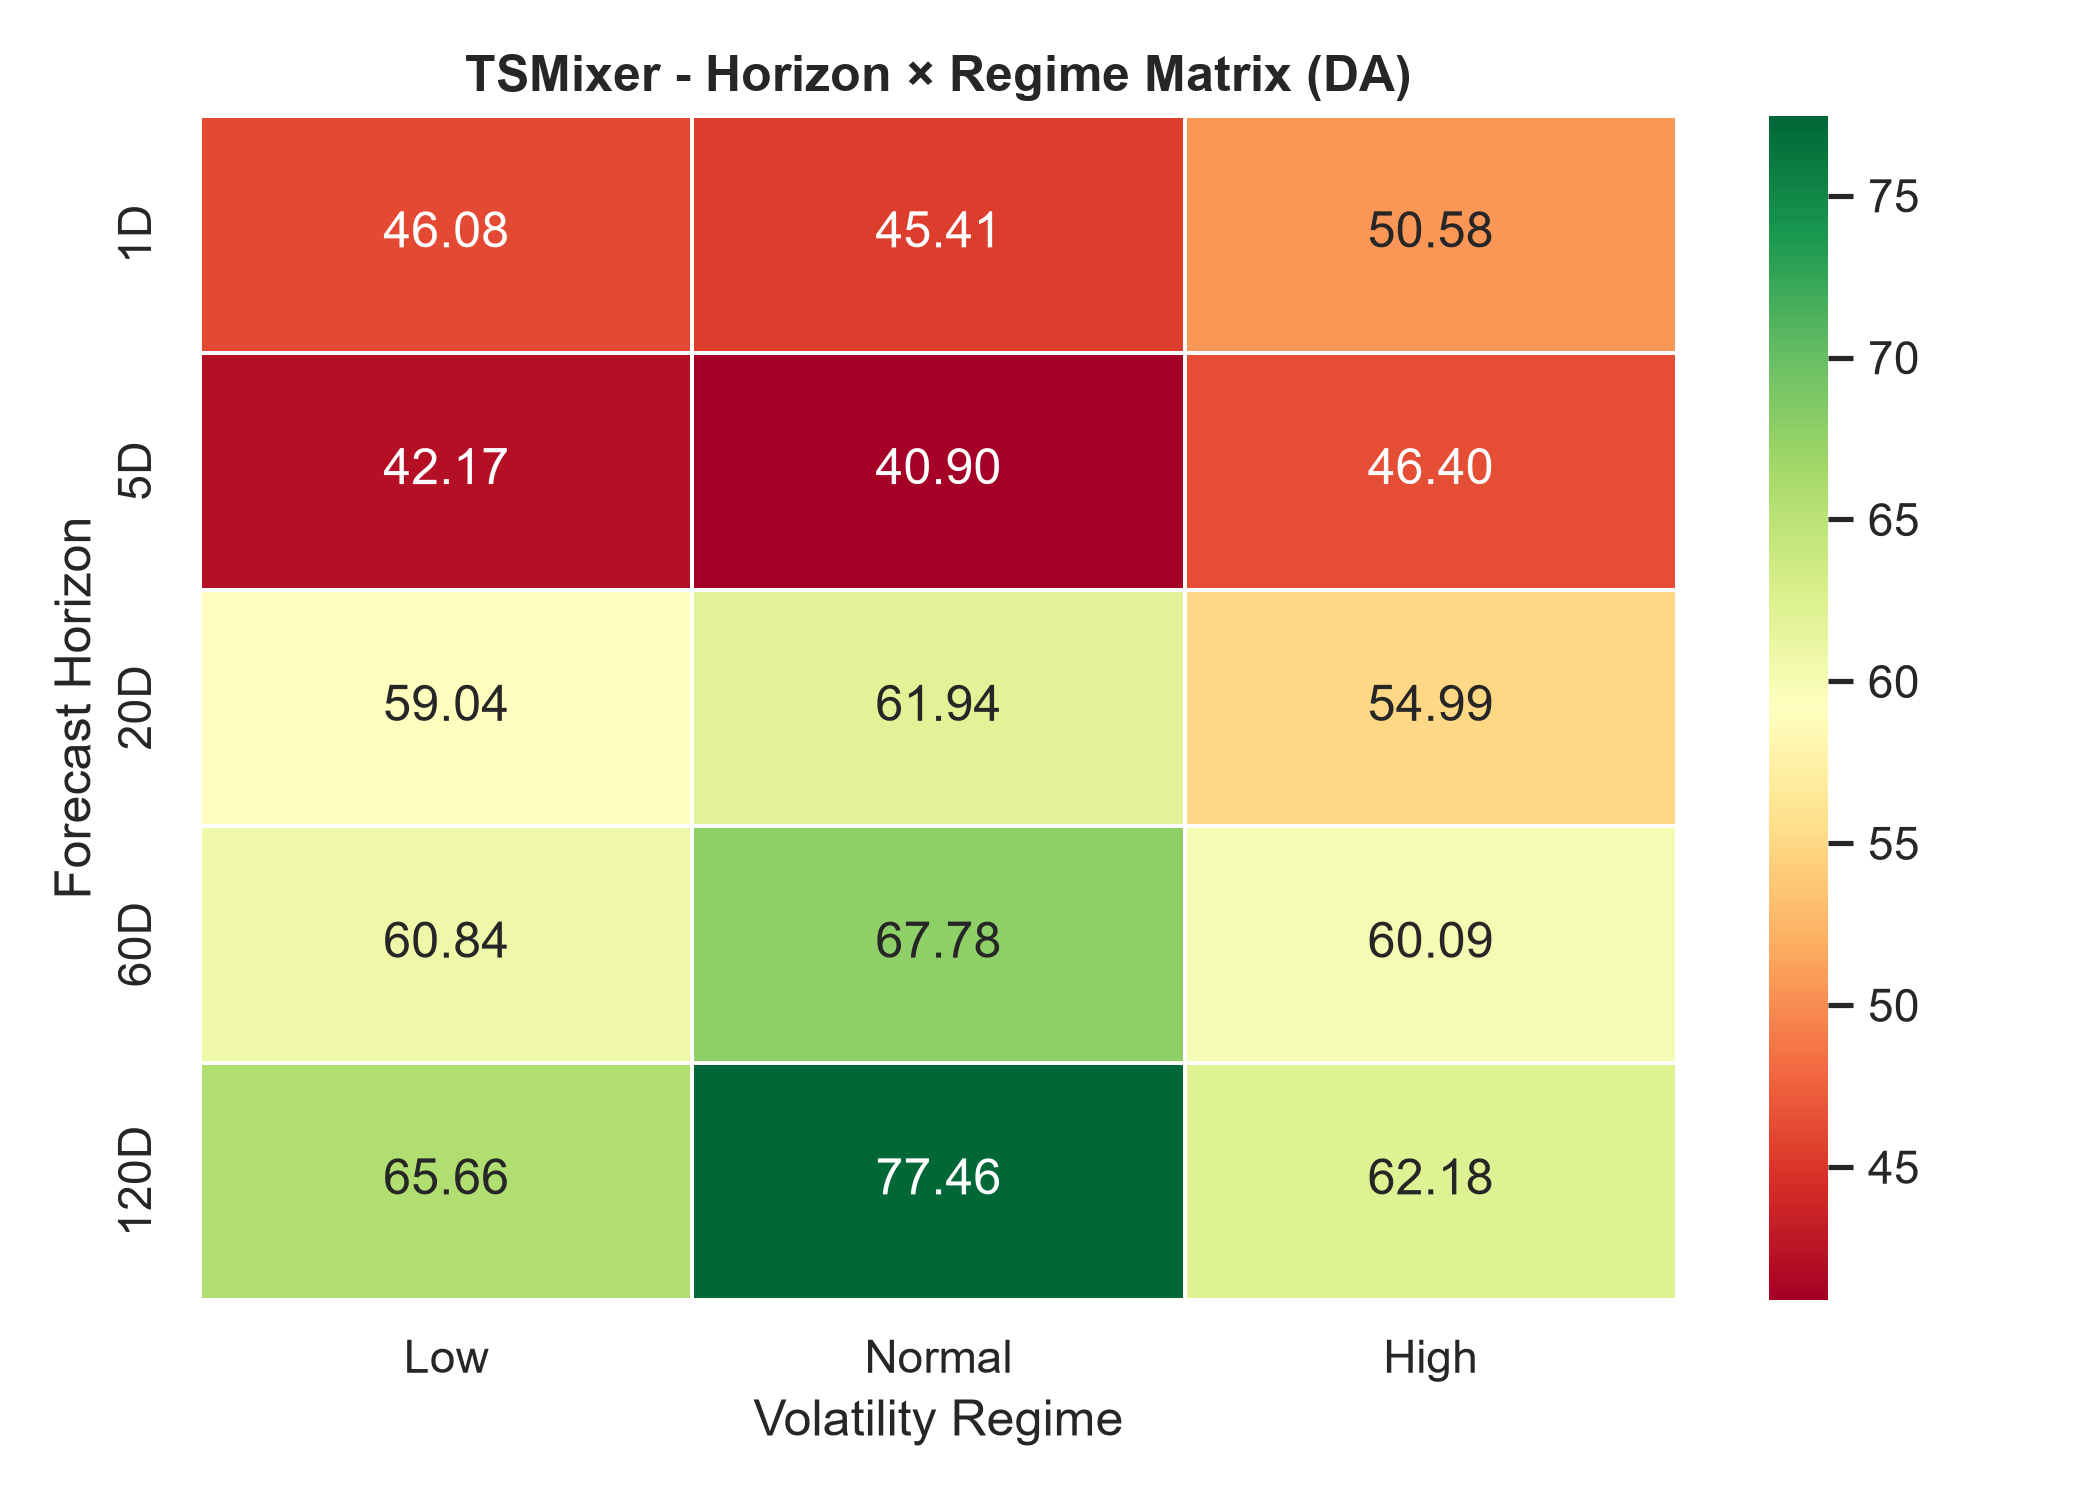 TSMixer - Horizon × Regime Matrix (DA)
Forecast Horizon
1D 46.08 45.41 50.58
5D 42.17 40.90 46.40
20D 59.04 61.94 54.99
60D 60.84 67.78 60.09
120D 65.66 77.46 62.18
Low Normal High
Volatility Regime
75
70
65
60
55
50
45